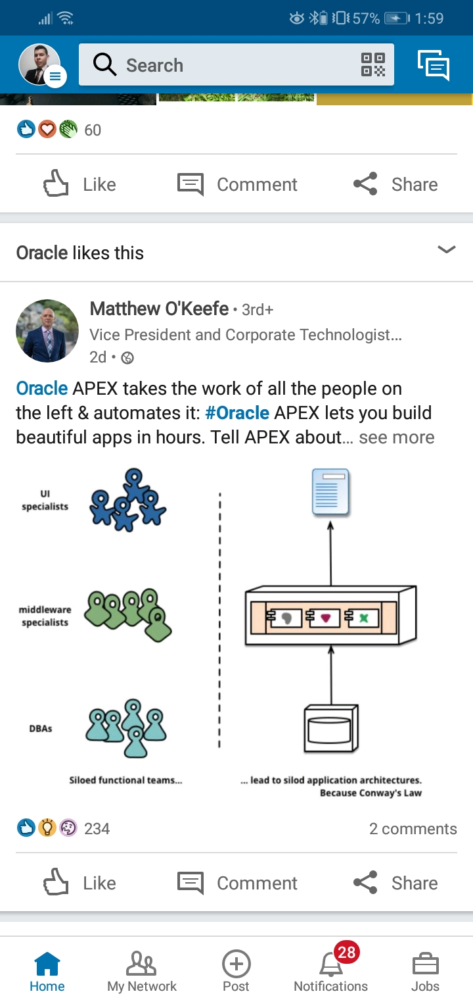 57% 1:59
Search
60
Like Comment Share
Oracle likes this
Matthew O'Keefe • 3rd+
Vice President and Corporate Technologist...
2d •
Oracle APEX takes the work of all the people on
the left & automates it: #Oracle APEX lets you build
beautiful apps in hours. Tell APEX about... see more
UI
specialists
middleware
specialists
DBAs
Siloed functional teams...
... lead to silod application architectures.
Because Conway's Law
234 2 comments
Like Comment Share
28
Home My Network Post Notifications Jobs